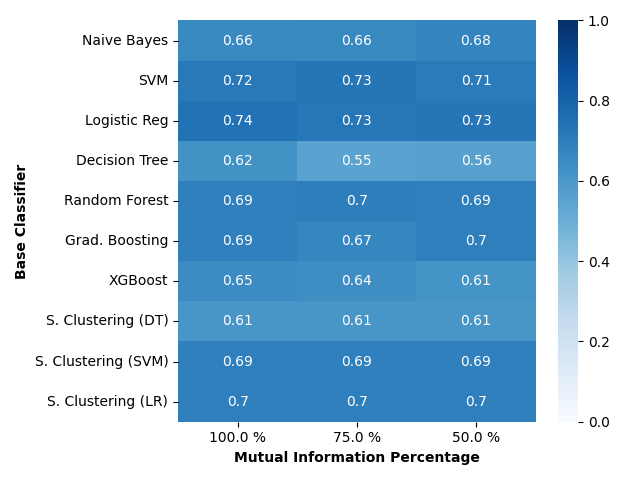 Naive Bayes 0.66 0.66 0.68
SVM 0.72 0.73 0.71
Logistic Reg 0.74 0.73 0.73
Decision Tree 0.62 0.55 0.56
Random Forest 0.69 0.7 0.69
Grad. Boosting 0.69 0.67 0.7
XGBoost 0.65 0.64 0.61
S. Clustering (DT) 0.61 0.61 0.61
S. Clustering (SVM) 0.69 0.69 0.69
S. Clustering (LR) 0.7 0.7 0.7
100.0 % 75.0 % 50.0 %
Mutual Information Percentage
Base Classifier
1.0
0.8
0.6
0.4
0.2
0.0